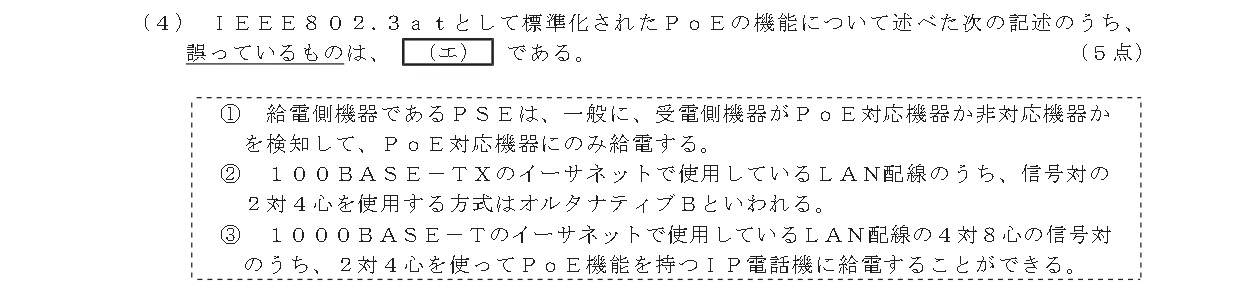 （４） ＩＥＥＥ８０２.３ａｔとして標準化されたＰｏＥの機能について述べた次の記述のうち、
誤っているものは、 （エ） である。 （５点）
① 給電側機器であるＰＳＥは、一般に、受電側機器がＰｏＥ対応機器か非対応機器か
を検知して、ＰｏＥ対応機器にのみ給電する。
② １００ＢＡＳＥ－ＴＸのイーサネットで使用しているＬＡＮ配線のうち、信号対の
２対４心を使用する方式はオルタナティブＢといわれる。
③ １０００ＢＡＳＥ－Ｔのイーサネットで使用しているＬＡＮ配線の４対８心の信号対
のうち、２対４心を使ってＰｏＥ機能を持つＩＰ電話機に給電することができる。